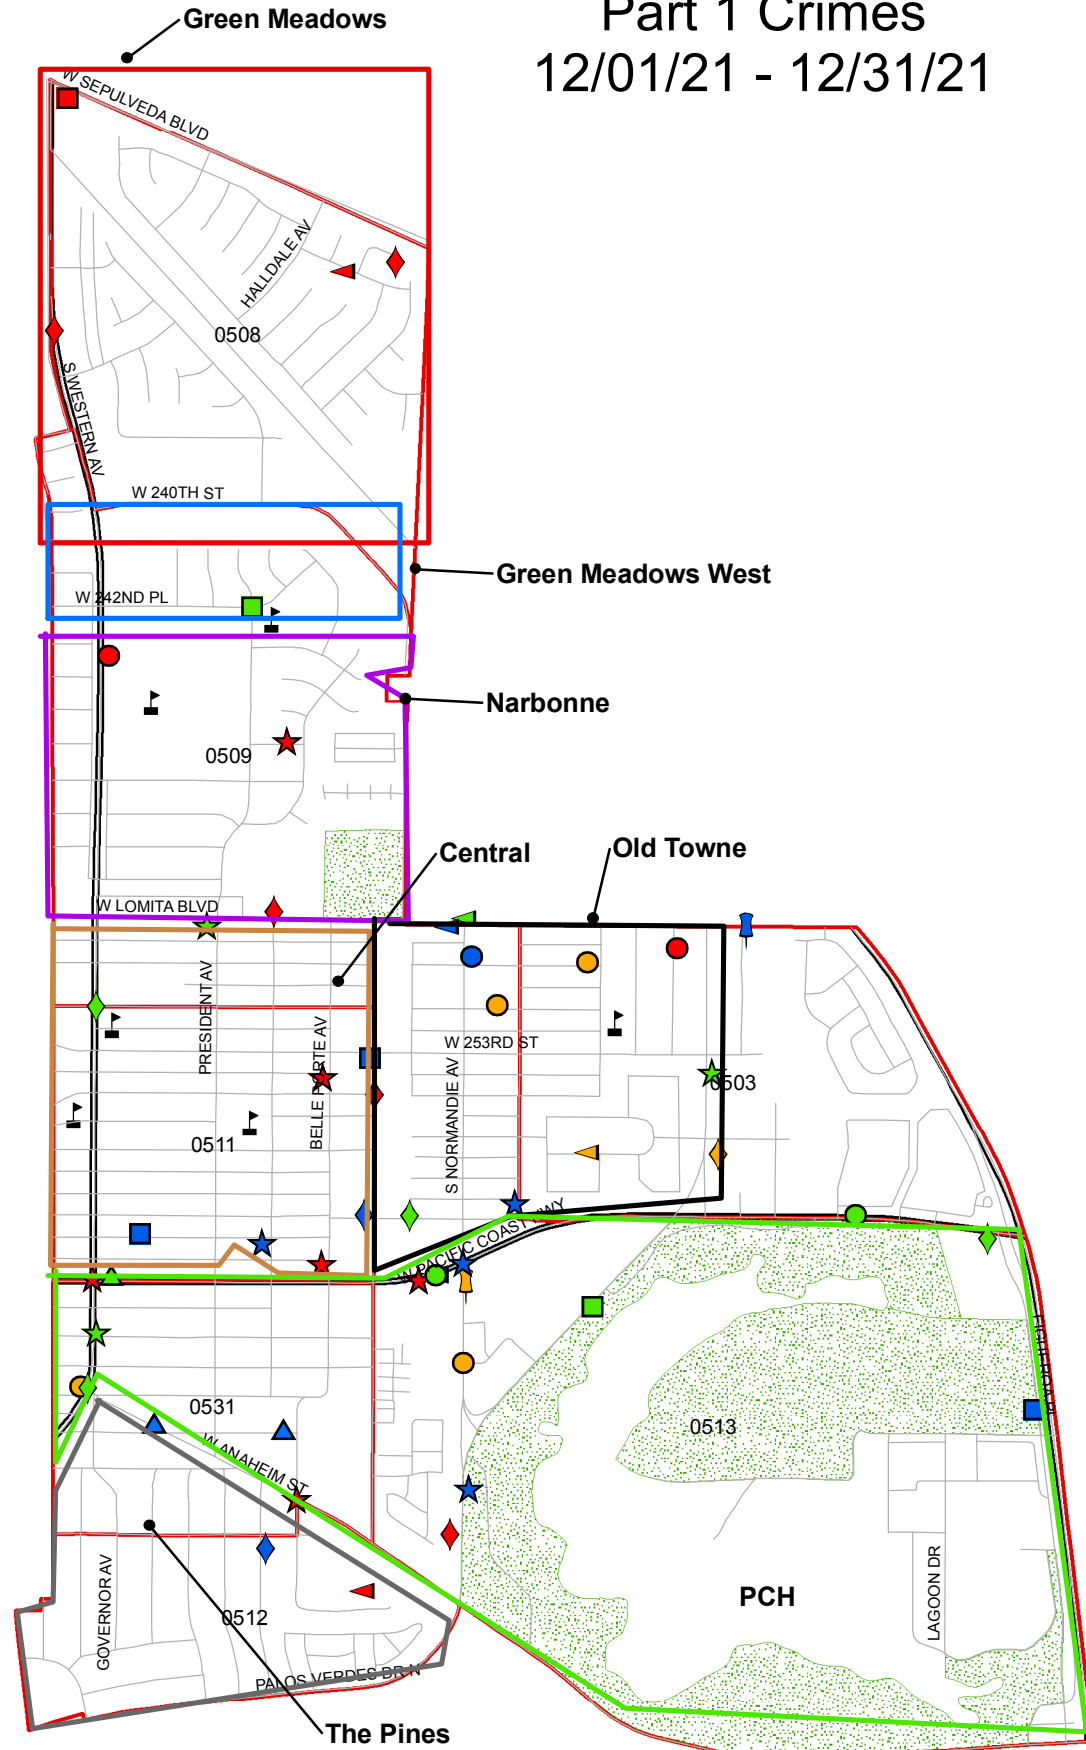 Part 1 Crimes
12/01/21 - 12/31/21
Green Meadows
W SEPULVEDA BLVD
HALLDALE AV
0508
S WESTERN AV
W 240TH ST
Green Meadows West
W 242ND PL
Narbonne
0509
Central
Old Towne
W LOMITA BLVD
PRESIDENT AV
BELLE PORTE AV
W 253RD ST
S NORMANDIE AV
0503
0511
W PACIFIC COAST HWY
0531
0513
W ANAHEIM ST
GOVERNOR AV
0512
PCH
LAGOON DR
PALOS VERDES DR N
The Pines